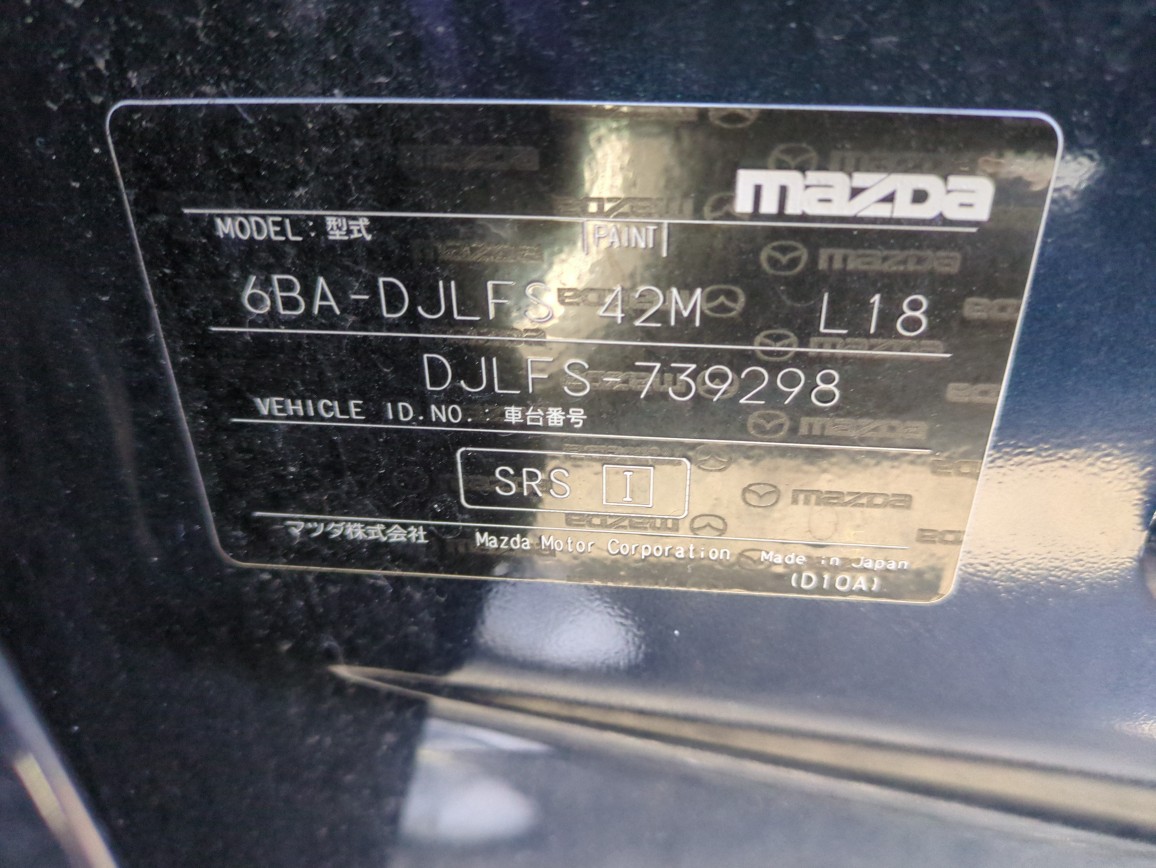 mazda
MODEL: 型式 PAINT
6BA-DJLFS 42M L18
DJLFS-739298
VEHICLE ID.NO.: 車台番号
SRS I
マツダ株式会社 Mazda Motor Corporation Made in Japan
(D10A)